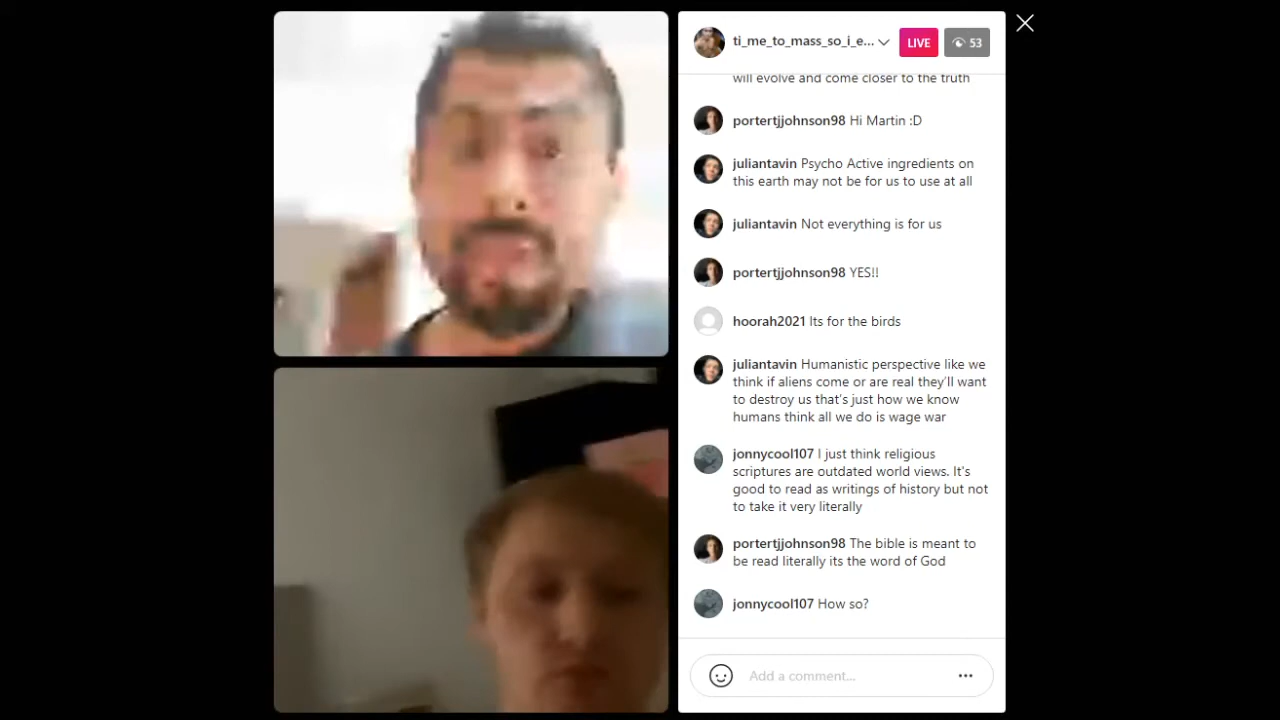 ti_me_to_mass_so_i_e...
LIVE
53
will evolve and come closer to the truth
portertjjohnson98 Hi Martin :D
juliantavin Psycho Active ingredients on
this earth may not be for us to use at all
juliantavin Not everything is for us
portertjjohnson98 YES!!
hoorah2021 Its for the birds
juliantavin Humanistic perspective like we
think if aliens come or are real they'll want
to destroy us that's just how we know
humans think all we do is wage war
jonnycool107 I just think religious
scriptures are outdated world views. It's
good to read as writings of history but not
to take it very literally
portertjjohnson98 The bible is meant to
be read literally its the word of God
jonnycool107 How so?
Add a comment...